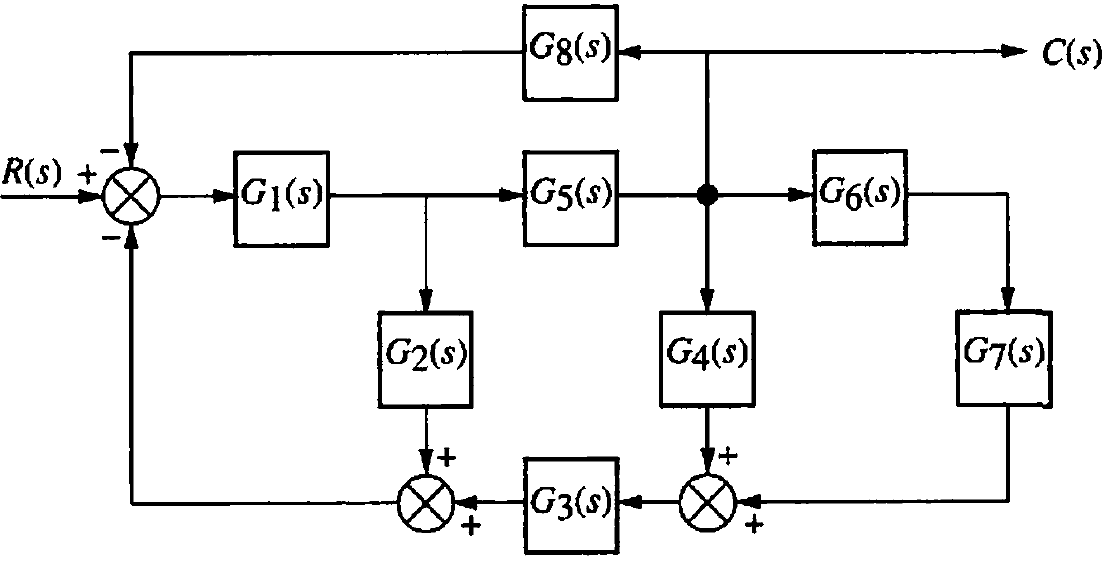 G8(s)
C(s)
−
R(s) +
G1(s)
G5(s)
G6(s)
−
G2(s)
G4(s)
G7(s)
+
+
G3(s)
+
+